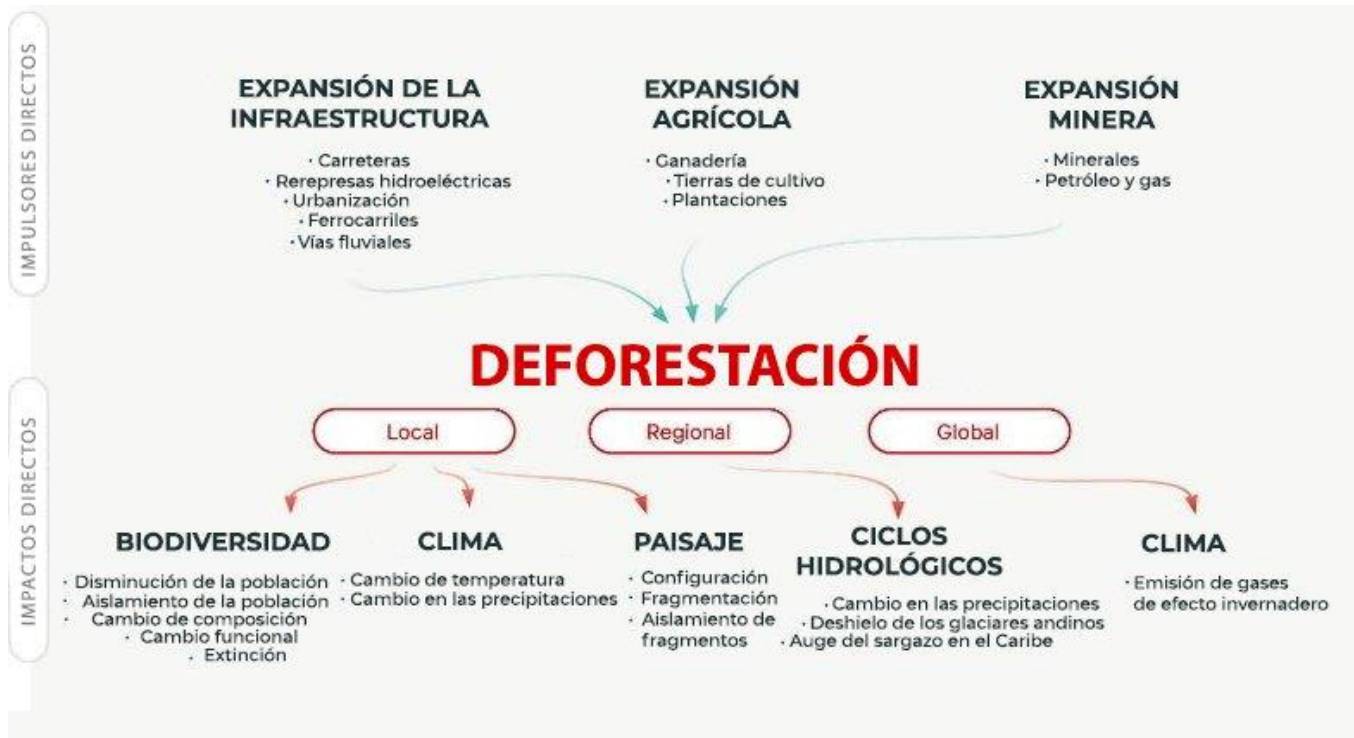 IMPULSORES DIRECTOS
EXPANSIÓN DE LA
INFRAESTRUCTURA
· Carreteras
· Rerepresas hidroeléctricas
· Urbanización
· Ferrocarriles
· Vías fluviales
EXPANSIÓN
AGRÍCOLA
· Ganadería
· Tierras de cultivo
· Plantaciones
EXPANSIÓN
MINERA
· Minerales
· Petróleo y gas
DEFORESTACIÓN
Local
Regional
Global
IMPACTOS DIRECTOS
BIODIVERSIDAD
· Disminución de la población
· Aislamiento de la población
· Cambio de composición
· Cambio funcional
· Extinción
CLIMA
· Cambio de temperatura
· Cambio en las precipitaciones
PAISAJE
· Configuración
· Fragmentación
· Aislamiento de
fragmentos
CICLOS
HIDROLÓGICOS
· Cambio en las precipitaciones
· Deshielo de los glaciares andinos
· Auge del sargazo en el Caribe
CLIMA
· Emisión de gases
de efecto invernadero